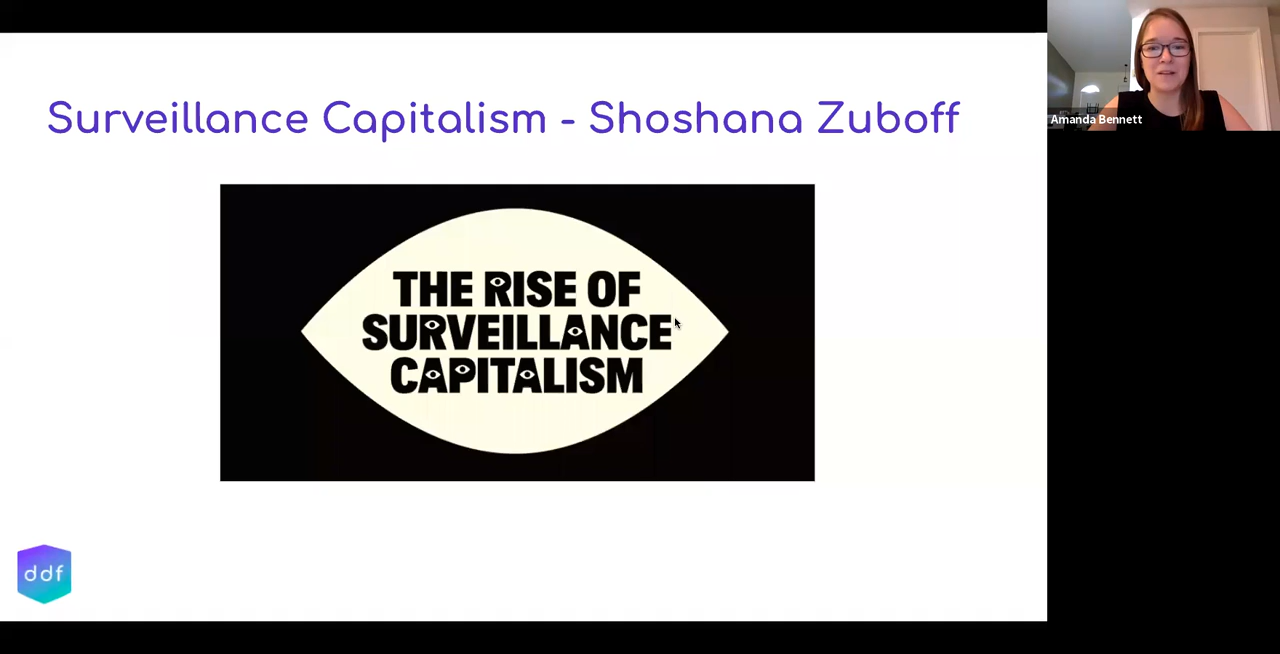 Surveillance Capitalism - Shoshana Zuboff
THE RISE OF
SURVEILLANCE
CAPITALISM
ddf
Amanda Bennett